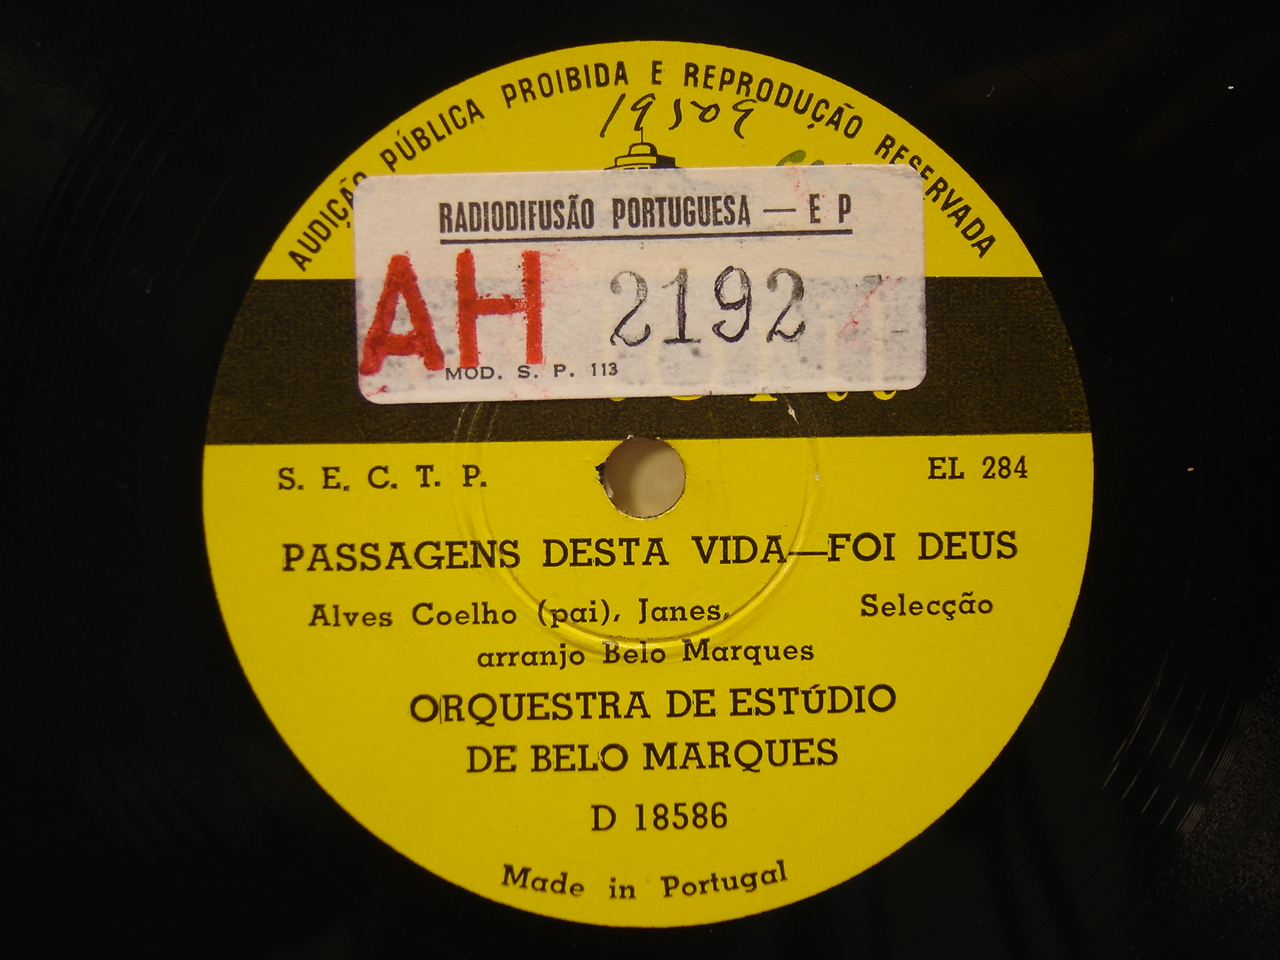 AUDIÇÃO PÚBLICA PROIBIDA E REPRODUÇÃO RESERVADA
19509
RADIODIFUSÃO PORTUGUESA — E P
AH 2192
MOD. S. P. 113
S. E. C. T. P.
EL 284
PASSAGENS DESTA VIDA—FOI DEUS
Alves Coelho (pai), Janes, Selecção
arranjo Belo Marques
ORQUESTRA DE ESTÚDIO
DE BELO MARQUES
D 18586
Made in Portugal